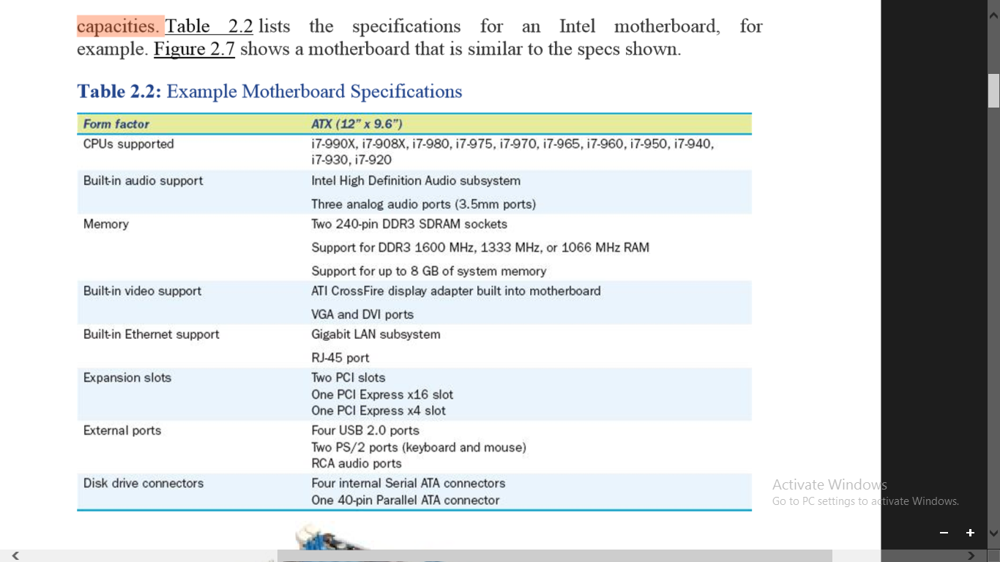 capacities. Table 2.2 lists the specifications for an Intel motherboard, for
example. Figure 2.7 shows a motherboard that is similar to the specs shown.
Table 2.2: Example Motherboard Specifications
Form factor ATX (12” x 9.6”)
CPUs supported i7-990X, i7-908X, i7-980, i7-975, i7-970, i7-965, i7-960, i7-950, i7-940,
i7-930, i7-920
Built-in audio support Intel High Definition Audio subsystem
Three analog audio ports (3.5mm ports)
Memory Two 240-pin DDR3 SDRAM sockets
Support for DDR3 1600 MHz, 1333 MHz, or 1066 MHz RAM
Support for up to 8 GB of system memory
Built-in video support ATI CrossFire display adapter built into motherboard
VGA and DVI ports
Built-in Ethernet support Gigabit LAN subsystem
RJ-45 port
Expansion slots Two PCI slots
One PCI Express x16 slot
One PCI Express x4 slot
External ports Four USB 2.0 ports
Two PS/2 ports (keyboard and mouse)
RCA audio ports
Disk drive connectors Four internal Serial ATA connectors
One 40-pin Parallel ATA connector
Activate Windows
Go to PC settings to activate Windows.